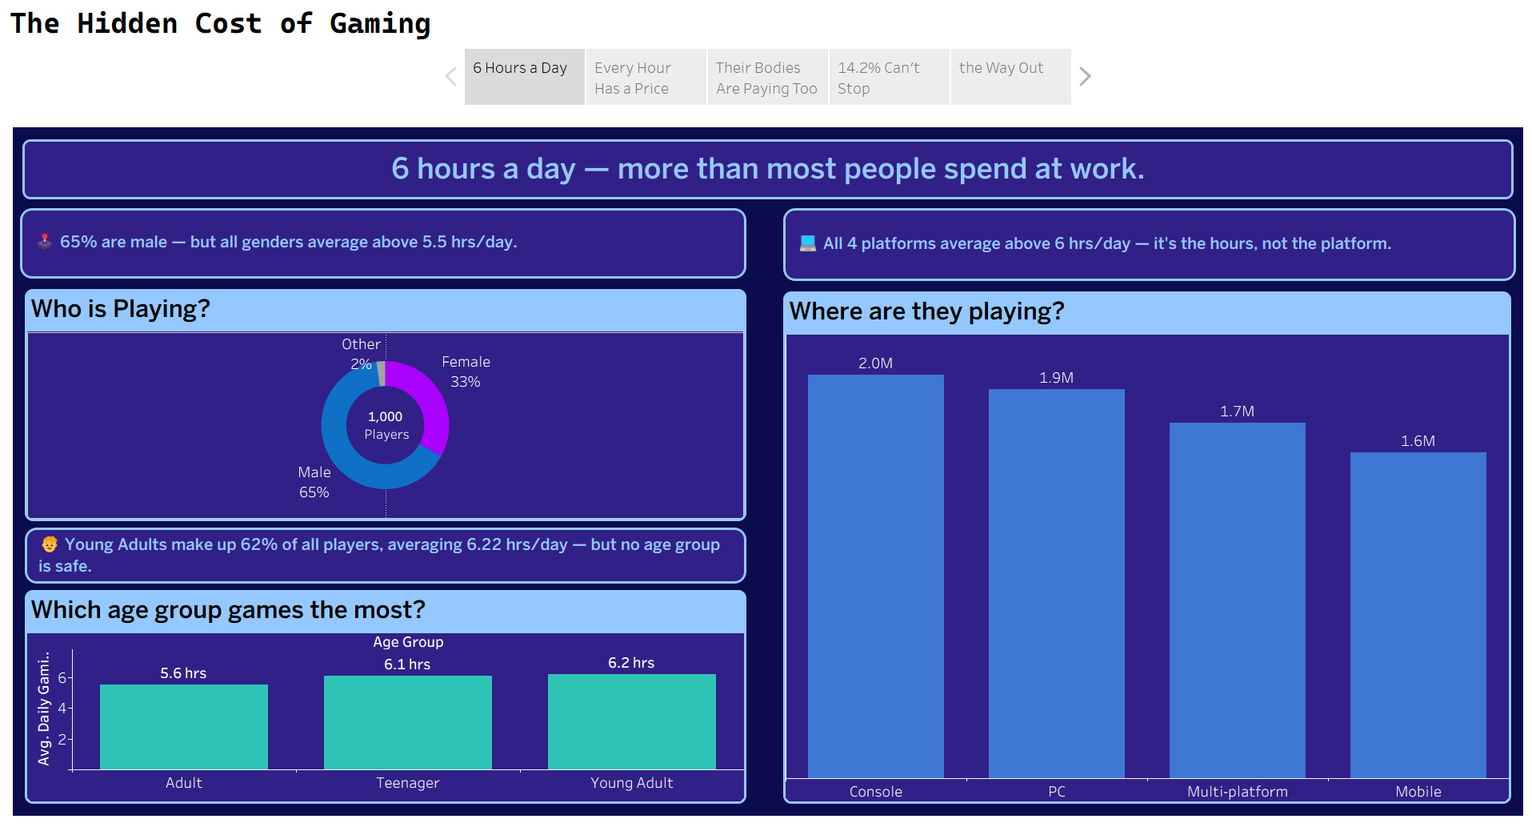 The Hidden Cost of Gaming
6 Hours a Day
Every Hour
Has a Price
Their Bodies
Are Paying Too
14.2% Can't
Stop
the Way Out
6 hours a day — more than most people spend at work.
65% are male — but all genders average above 5.5 hrs/day.
All 4 platforms average above 6 hrs/day — it's the hours, not the platform.
Who is Playing?
Other
2%
Female
33%
1,000
Players
Male
65%
Young Adults make up 62% of all players, averaging 6.22 hrs/day — but no age group
is safe.
Which age group games the most?
Age Group
Avg. Daily Gami..
6
4
2
5.6 hrs
6.1 hrs
6.2 hrs
Adult
Teenager
Young Adult
Where are they playing?
2.0M
1.9M
1.7M
1.6M
Console
PC
Multi-platform
Mobile